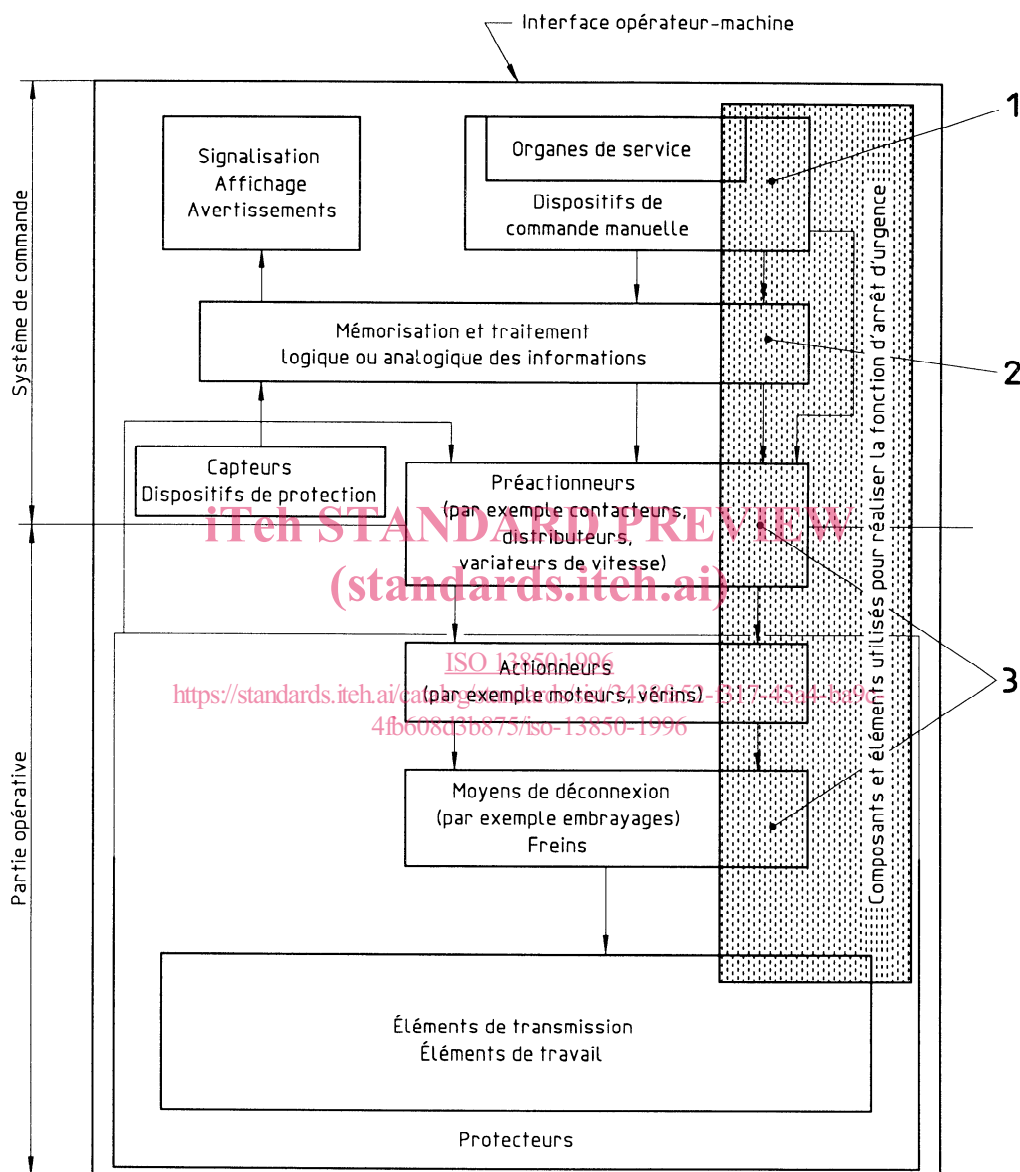 Interface opérateur-machine
1
Signalisation
Affichage
Avertissements
Organes de service
Dispositifs de
commande manuelle
Système de commande
Mémorisation et traitement
logique ou analogique des informations
2
Capteurs
Dispositifs de protection
Préactionneurs
(par exemple contacteurs,
distributeurs,
variateurs de vitesse)
iTeh STANDARD PREVIEW
(standards.iteh.ai)
Composants et éléments utilisés pour réaliser la fonction d'arrêt d'urgence
ISO 13850:1996
Actionneurs
(par exemple moteurs, vérins)
3
4fb608d3b875/iso-13850-1996
Moyens de déconnexion
(par exemple embrayages)
Freins
Partie opérative
Éléments de transmission
Éléments de travail
Protecteurs